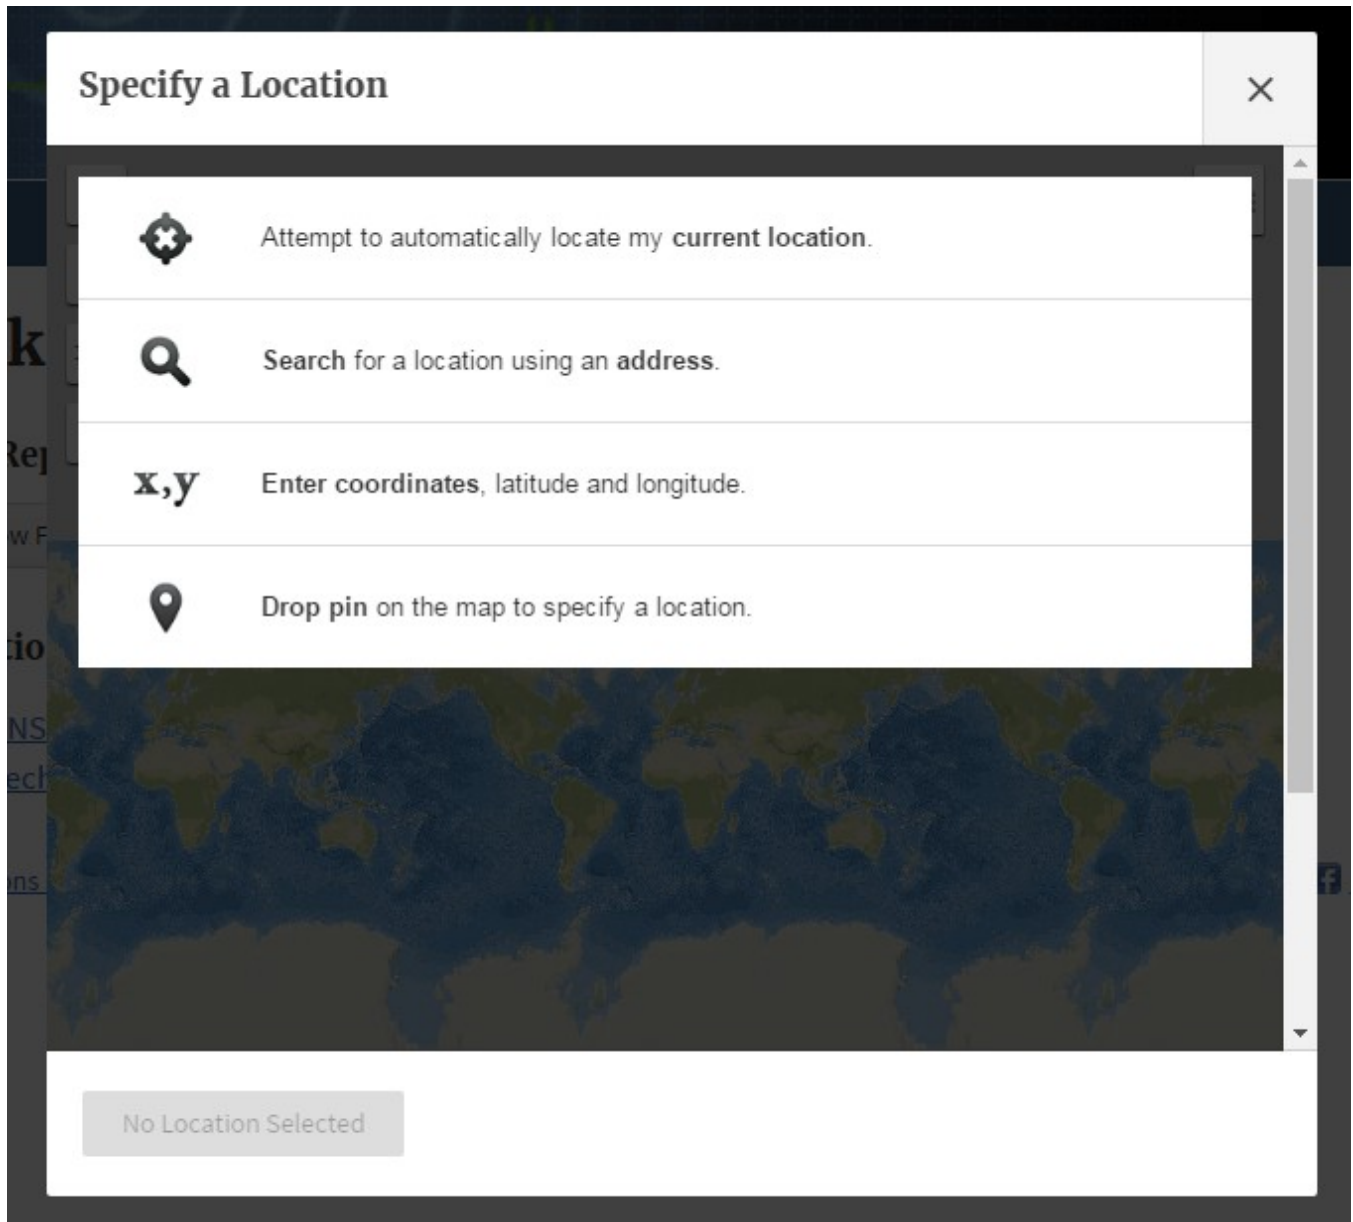 Specify a Location
Attempt to automatically locate my current location.
Search for a location using an address.
x,y
Enter coordinates, latitude and longitude.
Drop pin on the map to specify a location.
No Location Selected